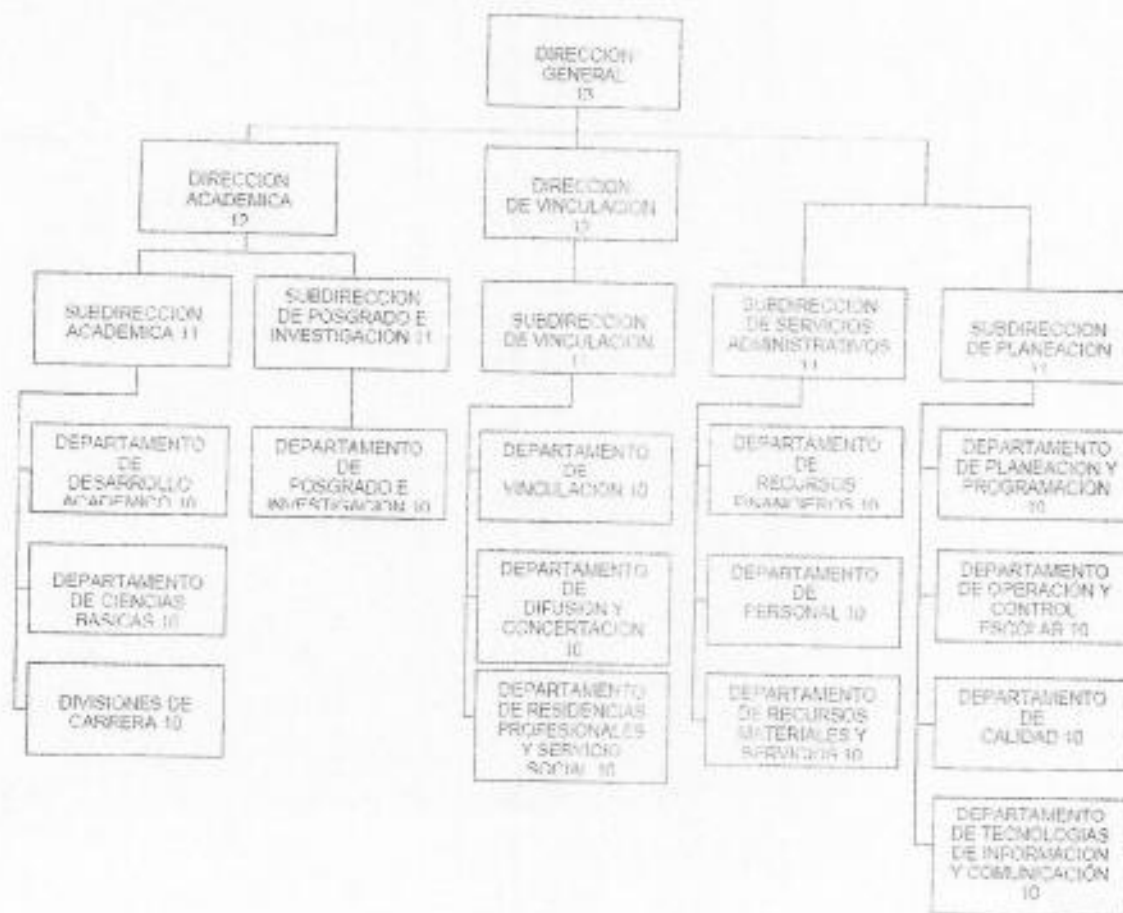 DIRECCION
GENERAL
13
DIRECCION
ACADEMICA
12
DIRECCION
DE VINCULACION
12
SUBDIRECCION
ACADEMICA 11
SUBDIRECCION
DE POSGRADO E
INVESTIGACION 11
SUBDIRECCION
DE VINCULACION
11
SUBDIRECCION
DE SERVICIOS
ADMINISTRATIVOS
11
SUBDIRECCION
DE PLANEACION
11
DEPARTAMENTO
DE
DESARROLLO
ACADEMICO 10
DEPARTAMENTO
DE CIENCIAS
BASICAS 10
DIVISIONES DE
CARRERA 10
DEPARTAMENTO
DE
POSGRADO E
INVESTIGACION 10
DEPARTAMENTO
DE
VINCULACION 10
DEPARTAMENTO
DE
DIFUSION Y
CONCERTACION
10
DEPARTAMENTO
DE RESIDENCIAS
PROFESIONALES
Y SERVICIO
SOCIAL 10
DEPARTAMENTO
DE
RECURSOS
FINANCIEROS 10
DEPARTAMENTO
DE
PERSONAL 10
DEPARTAMENTO
DE RECURSOS
MATERIALES Y
SERVICIOS 10
DEPARTAMENTO
DE PLANEACION Y
PROGRAMACION
10
DEPARTAMENTO
DE OPERACIÓN Y
CONTROL
ESCOLAR 10
DEPARTAMENTO
DE
CALIDAD 10
DEPARTAMENTO
DE TECNOLOGIAS
DE INFORMACION
Y COMUNICACIÓN
10